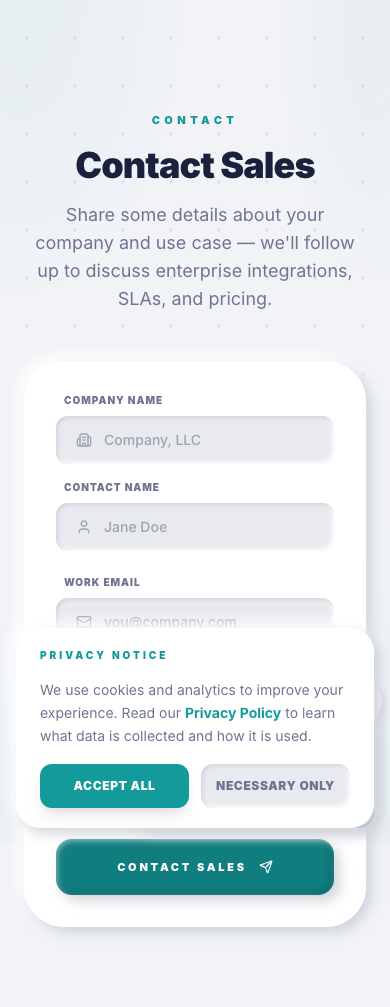 CONTACT
Contact Sales
Share some details about your
company and use case — we'll follow
up to discuss enterprise integrations,
SLAs, and pricing.
COMPANY NAME
Company, LLC
CONTACT NAME
Jane Doe
WORK EMAIL
you@company.com
PRIVACY NOTICE
We use cookies and analytics to improve your
experience. Read our Privacy Policy to learn
what data is collected and how it is used.
ACCEPT ALL
NECESSARY ONLY
CONTACT SALES